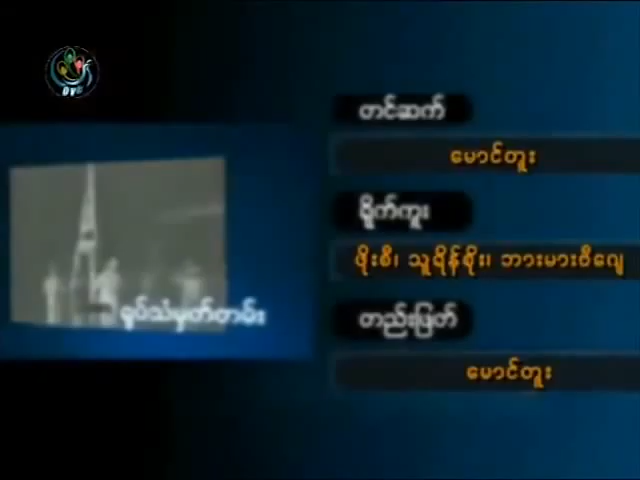 DVB
တင်ဆက်
မောင်တူး
ရိုက်ကူး
ဖိုးစီ၊ သူရိန်စိုး၊ ဘားမားဗီဂျေ
ရုပ်သံမှတ်တမ်း
တည်းဖြတ်
မောင်တူး